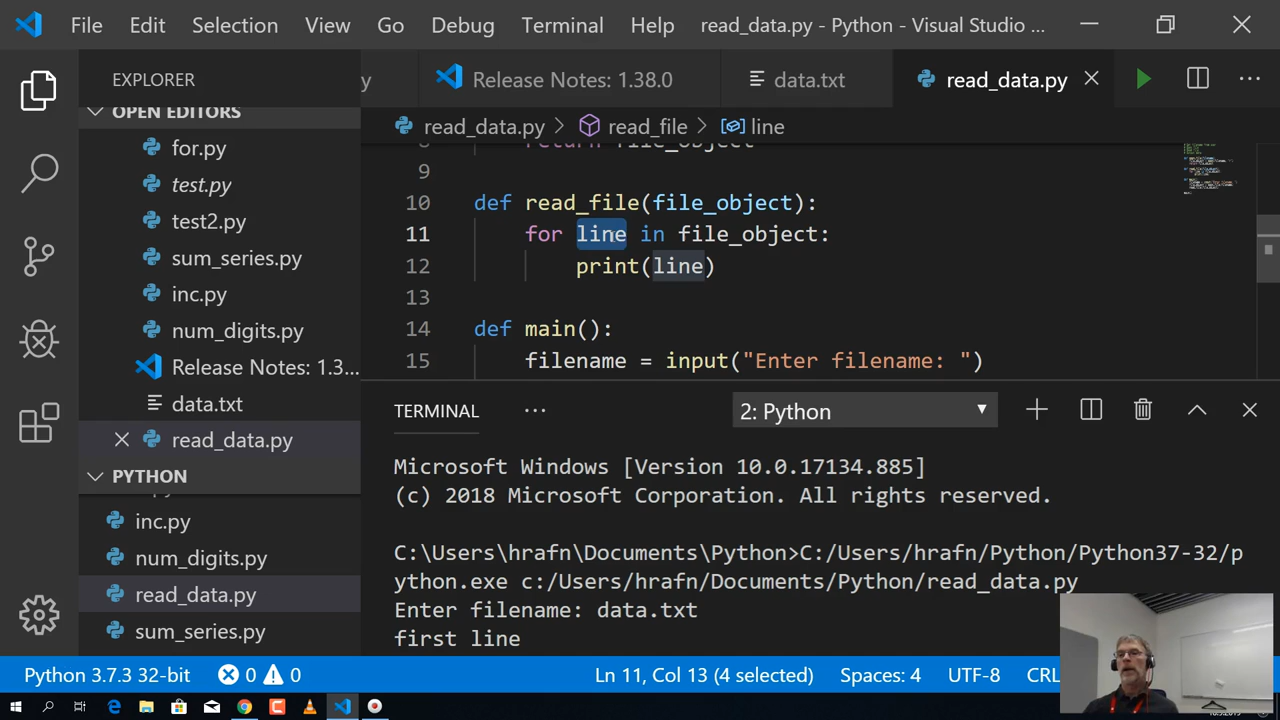 File Edit Selection View Go Debug Terminal Help read_data.py - Python - Visual Studio ...
EXPLORER
y Release Notes: 1.38.0 data.txt read_data.py
OPEN EDITORS
for.py
test.py
test2.py
sum_series.py
inc.py
num_digits.py
Release Notes: 1.3...
data.txt
read_data.py
PYTHON
inc.py
num_digits.py
read_data.py
sum_series.py
read_data.py > read_file > line
8 return file_object
9
10 def read_file(file_object):
11 for line in file_object:
12 print(line)
13
14 def main():
15 filename = input("Enter filename: ")
TERMINAL ... 2: Python
Microsoft Windows [Version 10.0.17134.885]
(c) 2018 Microsoft Corporation. All rights reserved.
C:\Users\hrafn\Documents\Python>C:/Users/hrafn/Python/Python37-32/p
ython.exe c:/Users/hrafn/Documents/Python/read_data.py
Enter filename: data.txt
first line
Python 3.7.3 32-bit 0 0 Ln 11, Col 13 (4 selected) Spaces: 4 UTF-8 CRL